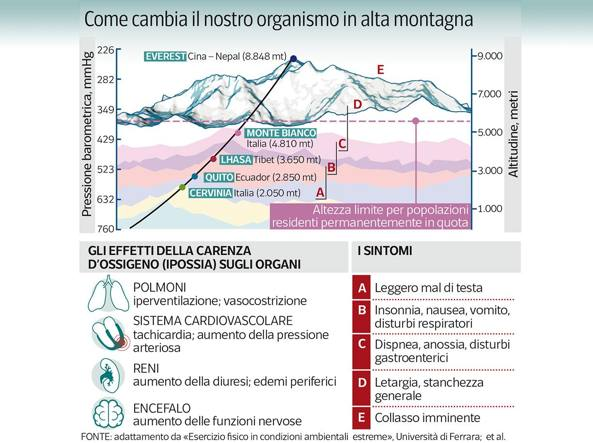 Come cambia il nostro organismo in alta montagna
Pressione barometrica, mmHg
226
282
349
429
523
632
760
Altitudine, metri
9.000
7.000
5.000
3.000
1.000
EVEREST Cina – Nepal (8.848 mt)
E
D
MONTE BIANCO
Italia (4.810 mt)
C
LHASA Tibet (3.650 mt)
B
QUITO Ecuador (2.850 mt)
CERVINIA Italia (2.050 mt)
A
Altezza limite per popolazioni
residenti permanentemente in quota
GLI EFFETTI DELLA CARENZA
D'OSSIGENO (IPOSSIA) SUGLI ORGANI
POLMONI
iperventilazione; vasocostrizione
SISTEMA CARDIOVASCOLARE
tachicardia; aumento della pressione
arteriosa
RENI
aumento della diuresi; edemi periferici
ENCEFALO
aumento delle funzioni nervose
I SINTOMI
A Leggero mal di testa
B Insonnia, nausea, vomito,
disturbi respiratori
C Dispnea, anossia, disturbi
gastroenterici
D Letargia, stanchezza
generale
E Collasso imminente
FONTE: adattamento da «Esercizio fisico in condizioni ambientali estreme», Università di Ferrara; et al.